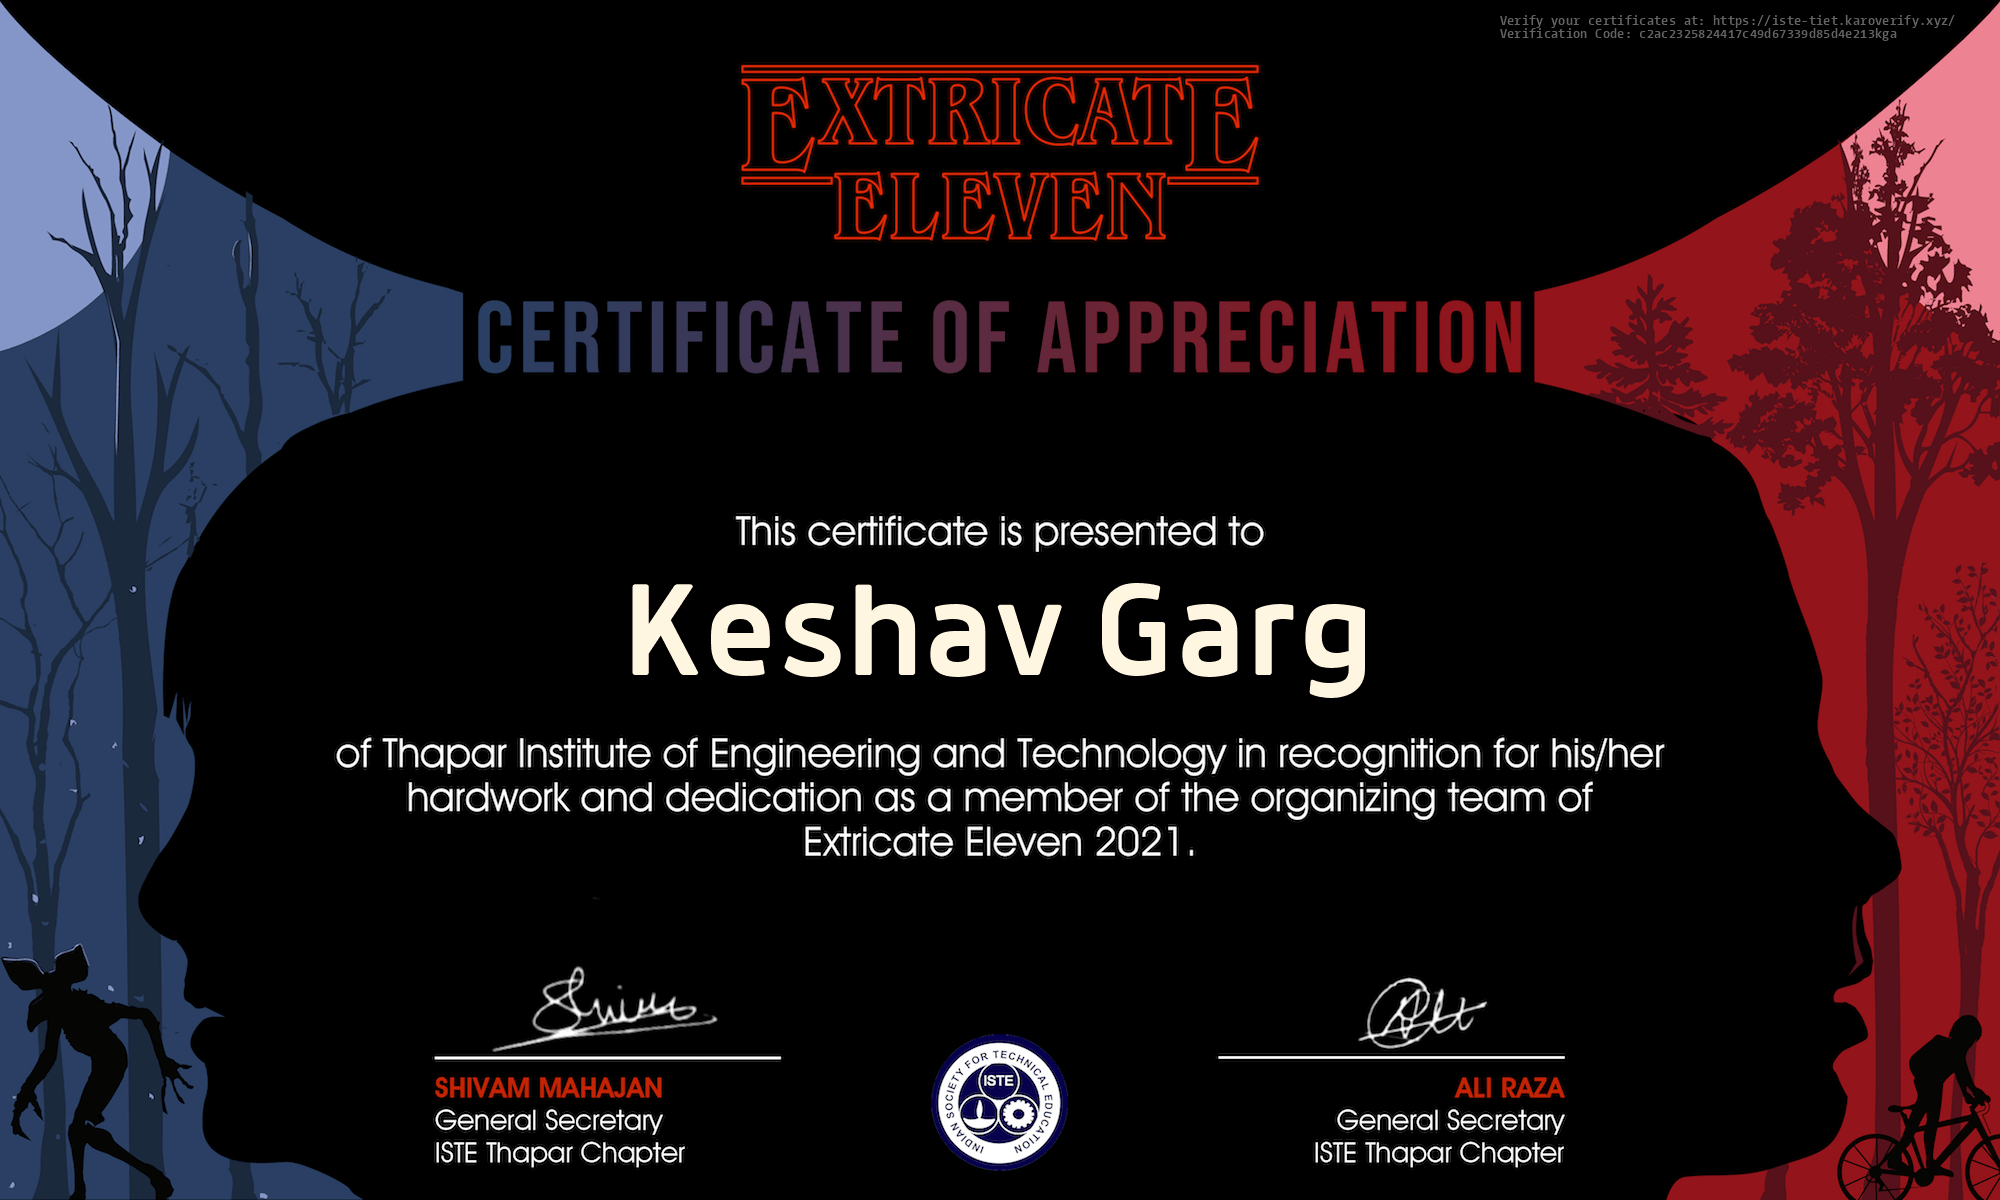 Verify your certificates at: https://iste-tiet.karoverify.xyz/
Verification Code: c2ac2325824417c49d67339d85d4e213kga
EXTRICATE
ELEVEN
CERTIFICATE OF APPRECIATION
This certificate is presented to
Keshav Garg
of Thapar Institute of Engineering and Technology in recognition for his/her
hardwork and dedication as a member of the organizing team of
Extricate Eleven 2021.
SHIVAM MAHAJAN
General Secretary
ISTE Thapar Chapter
INDIAN SOCIETY FOR TECHNICAL EDUCATION
ISTE
ALI RAZA
General Secretary
ISTE Thapar Chapter